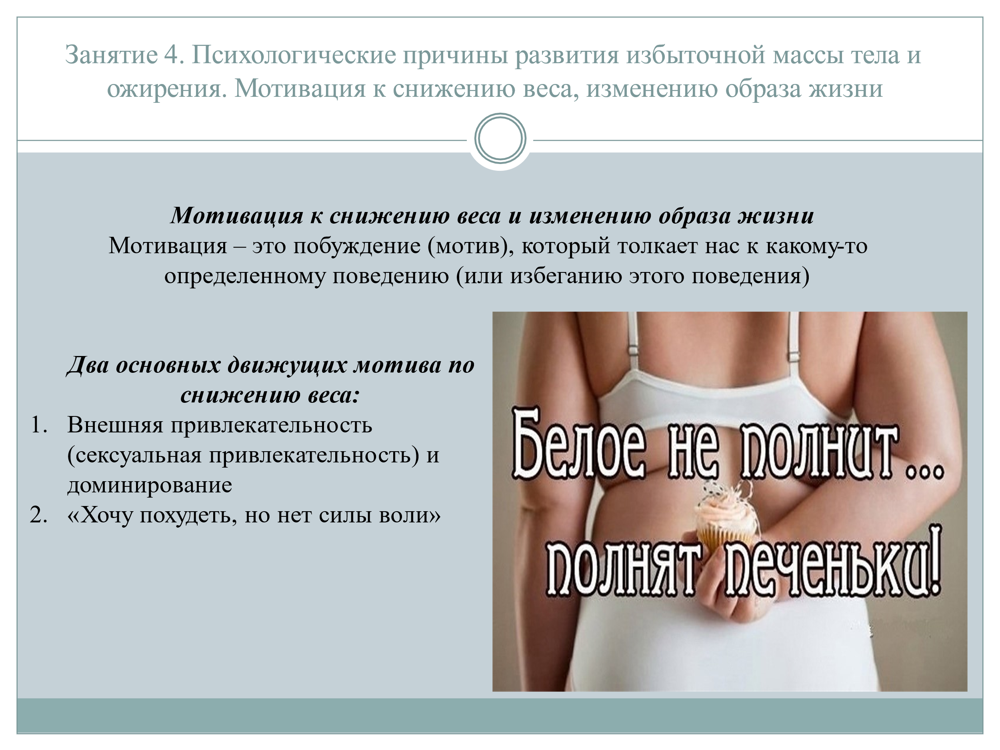 Занятие 4. Психологические причины развития избыточной массы тела и
ожирения. Мотивация к снижению веса, изменению образа жизни
Мотивация к снижению веса и изменению образа жизни
Мотивация – это побуждение (мотив), который толкает нас к какому-то
определенному поведению (или избеганию этого поведения)
Два основных движущих мотива по
снижению веса:
1. Внешняя привлекательность
(сексуальная привлекательность) и
доминирование
2. «Хочу похудеть, но нет силы воли»
Белое не полнит...
полнят печеньки!